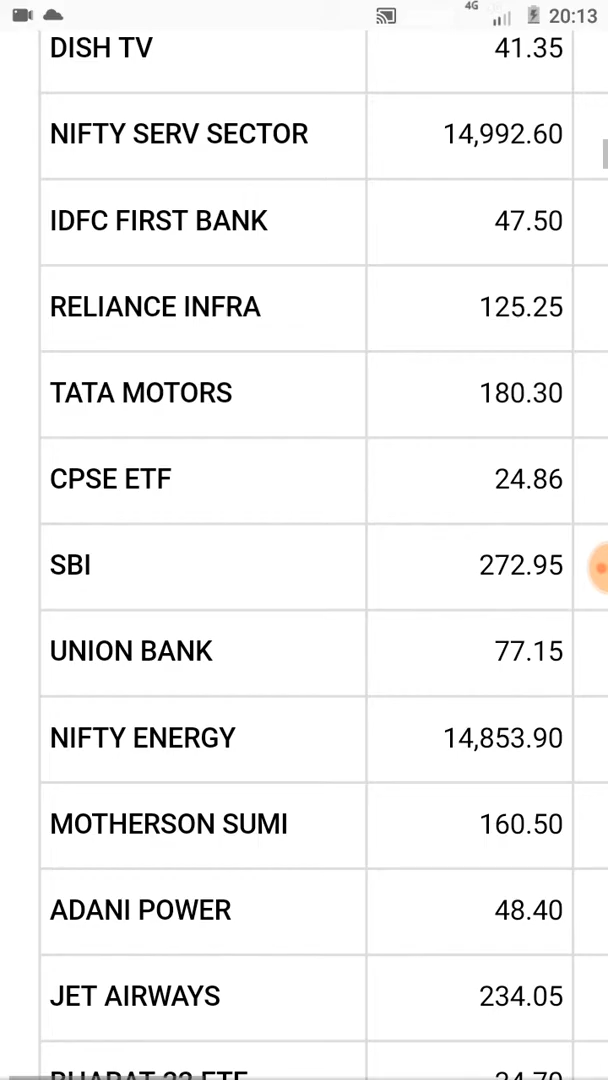 4G 20:13
DISH TV 41.35
NIFTY SERV SECTOR 14,992.60
IDFC FIRST BANK 47.50
RELIANCE INFRA 125.25
TATA MOTORS 180.30
CPSE ETF 24.86
SBI 272.95
UNION BANK 77.15
NIFTY ENERGY 14,853.90
MOTHERSON SUMI 160.50
ADANI POWER 48.40
JET AIRWAYS 234.05